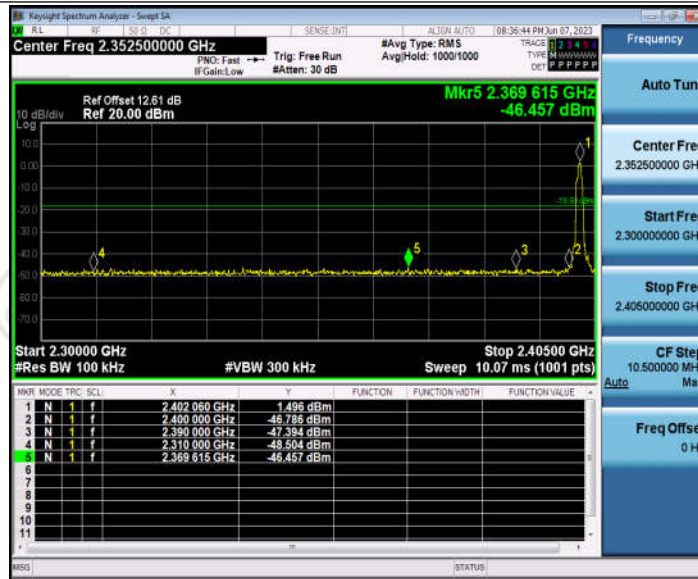 Keysight Spectrum Analyzer - Swept SA
RL RF 50 Ω DC SENSE:INT ALIGN AUTO 08:36:44 PM Jun 07, 2023
Center Freq 2.352500000 GHz
PNO: Fast
IFGain:Low
Trig: Free Run
#Atten: 30 dB
#Avg Type: RMS
Avg|Hold: 1000/1000
TRACE 1 2 3 4 5 6
TYPE M W W W W W
DET P P P P P P
Frequency
Auto Tun
Center Fre
2.352500000 GH
Start Fre
2.300000000 GH
Stop Fre
2.405000000 GH
CF Step
10.500000 MH
Auto Ma
Freq Offse
0 H
Mkr5 2.369 615 GHz
-46.457 dBm
Ref Offset 12.61 dB
10 dB/div Ref 20.00 dBm
Log
10.0
0.00
-10.0
-20.0
-30.0
-40.0
-50.0
-60.0
-70.0
1
2
3
4
5
Start 2.30000 GHz
Stop 2.40500 GHz
#Res BW 100 kHz
#VBW 300 kHz
Sweep 10.07 ms (1001 pts)
MKR MODE TRC SCL X Y FUNCTION FUNCTION WIDTH FUNCTION VALUE
1 N 1 f 2.402 060 GHz 1.496 dBm
2 N 1 f 2.400 000 GHz -46.786 dBm
3 N 1 f 2.390 000 GHz -47.394 dBm
4 N 1 f 2.310 000 GHz -48.504 dBm
5 N 1 f 2.369 615 GHz -46.457 dBm
6
7
8
9
10
11
MSG
STATUS